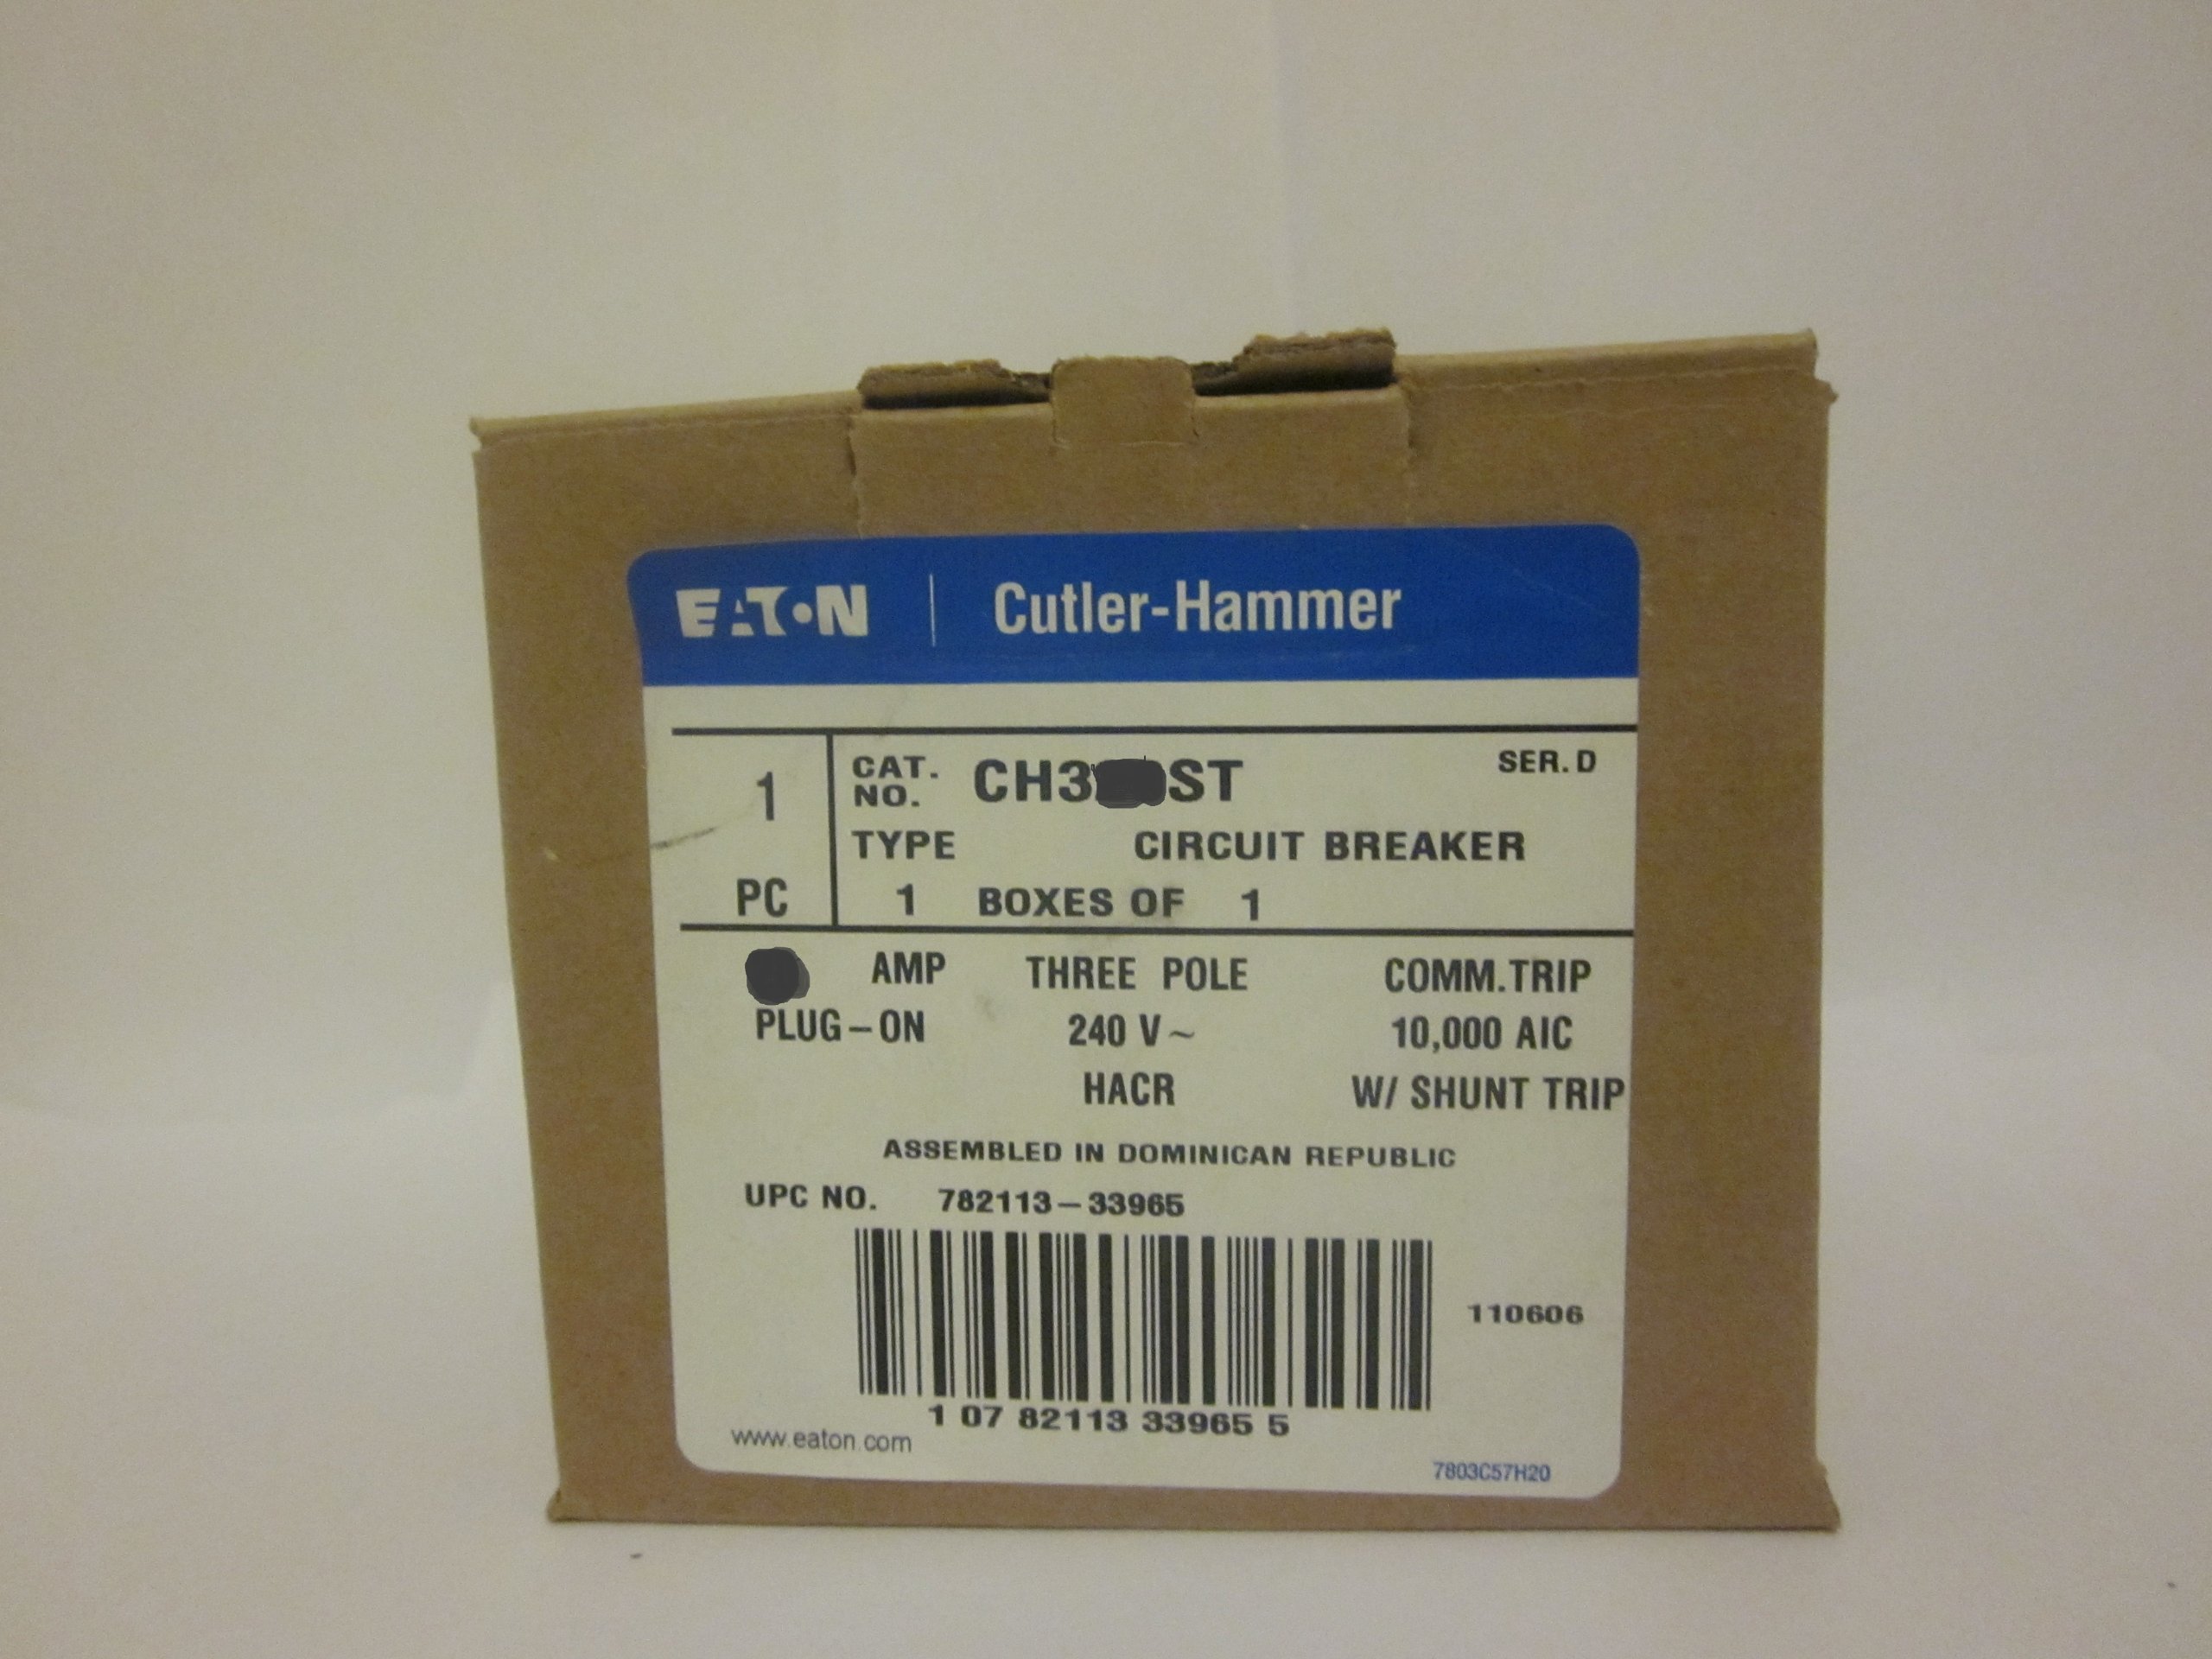 EATON | Cutler-Hammer
1 PC
CAT. NO. CH3 ST SER. D
TYPE CIRCUIT BREAKER
1 BOXES OF 1
AMP THREE POLE COMM.TRIP
PLUG-ON 240 V~ 10,000 AIC
HACR W/ SHUNT TRIP
ASSEMBLED IN DOMINICAN REPUBLIC
UPC NO. 782113-33965
110606
1 07 82113 33965 5
www.eaton.com
7803C57H20